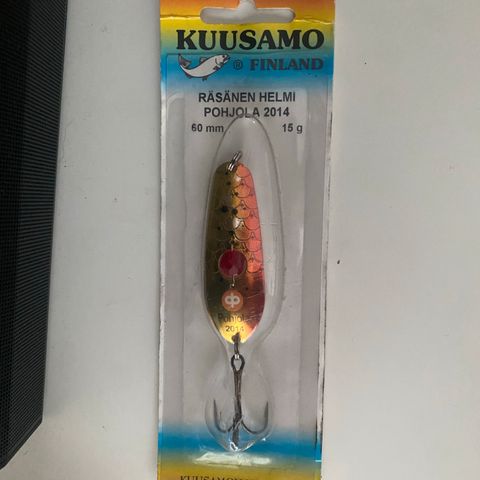 KUUSAMO
® FINLAND
RÄSÄNEN HELMI
POHJOLA 2014
60 mm 15 g
Pohjola
2014